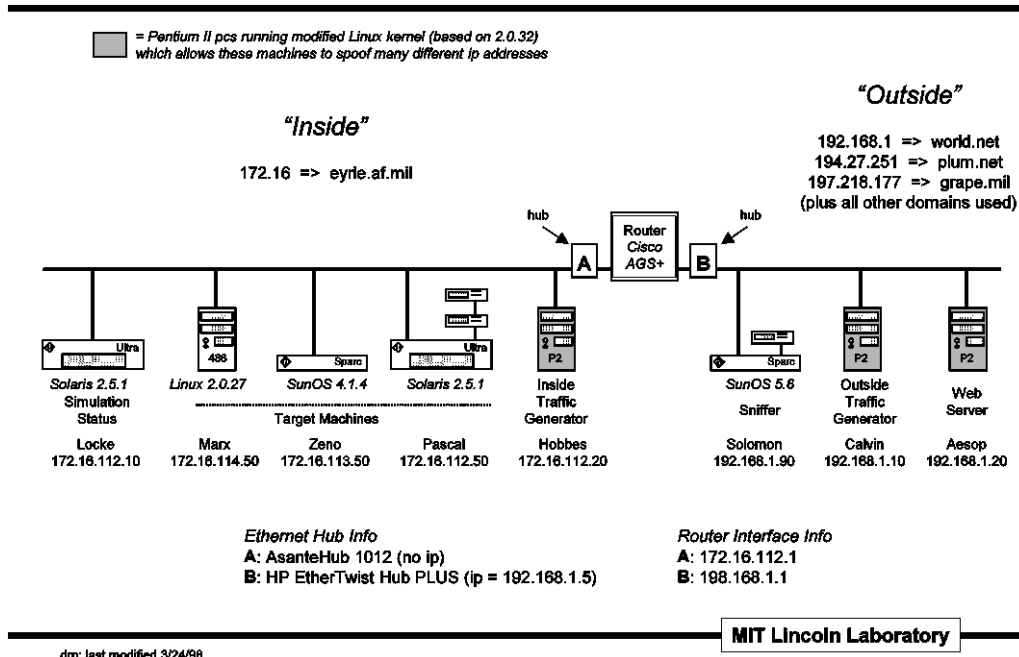 = Pentium II pcs running modified Linux kernel (based on 2.0.32)
which allows these machines to spoof many different ip addresses
"Inside"
172.16 => eyrie.af.mil
"Outside"
192.168.1 => world.net
194.27.251 => plum.net
197.218.177 => grape.mil
(plus all other domains used)
hub
A
Router
Cisco
AGS+
B
hub
Ultra
486
Sparc
Ultra
P2
Sparc
P2
P2
Solaris 2.5.1
Simulation
Status
Locke
172.16.112.10
Linux 2.0.27
Marx
172.16.114.50
SunOS 4.1.4
Target Machines
Zeno
172.16.113.50
Solaris 2.5.1
Pascal
172.16.112.50
Inside
Traffic
Generator
Hobbes
172.16.112.20
SunOS 5.6
Sniffer
Solomon
192.168.1.90
Outside
Traffic
Generator
Calvin
192.168.1.10
Web
Server
Aesop
192.168.1.20
Ethernet Hub Info
A: AsanteHub 1012 (no ip)
B: HP EtherTwist Hub PLUS (ip = 192.168.1.5)
Router Interface Info
A: 172.16.112.1
B: 198.168.1.1
MIT Lincoln Laboratory
drp: last modified 3/24/98